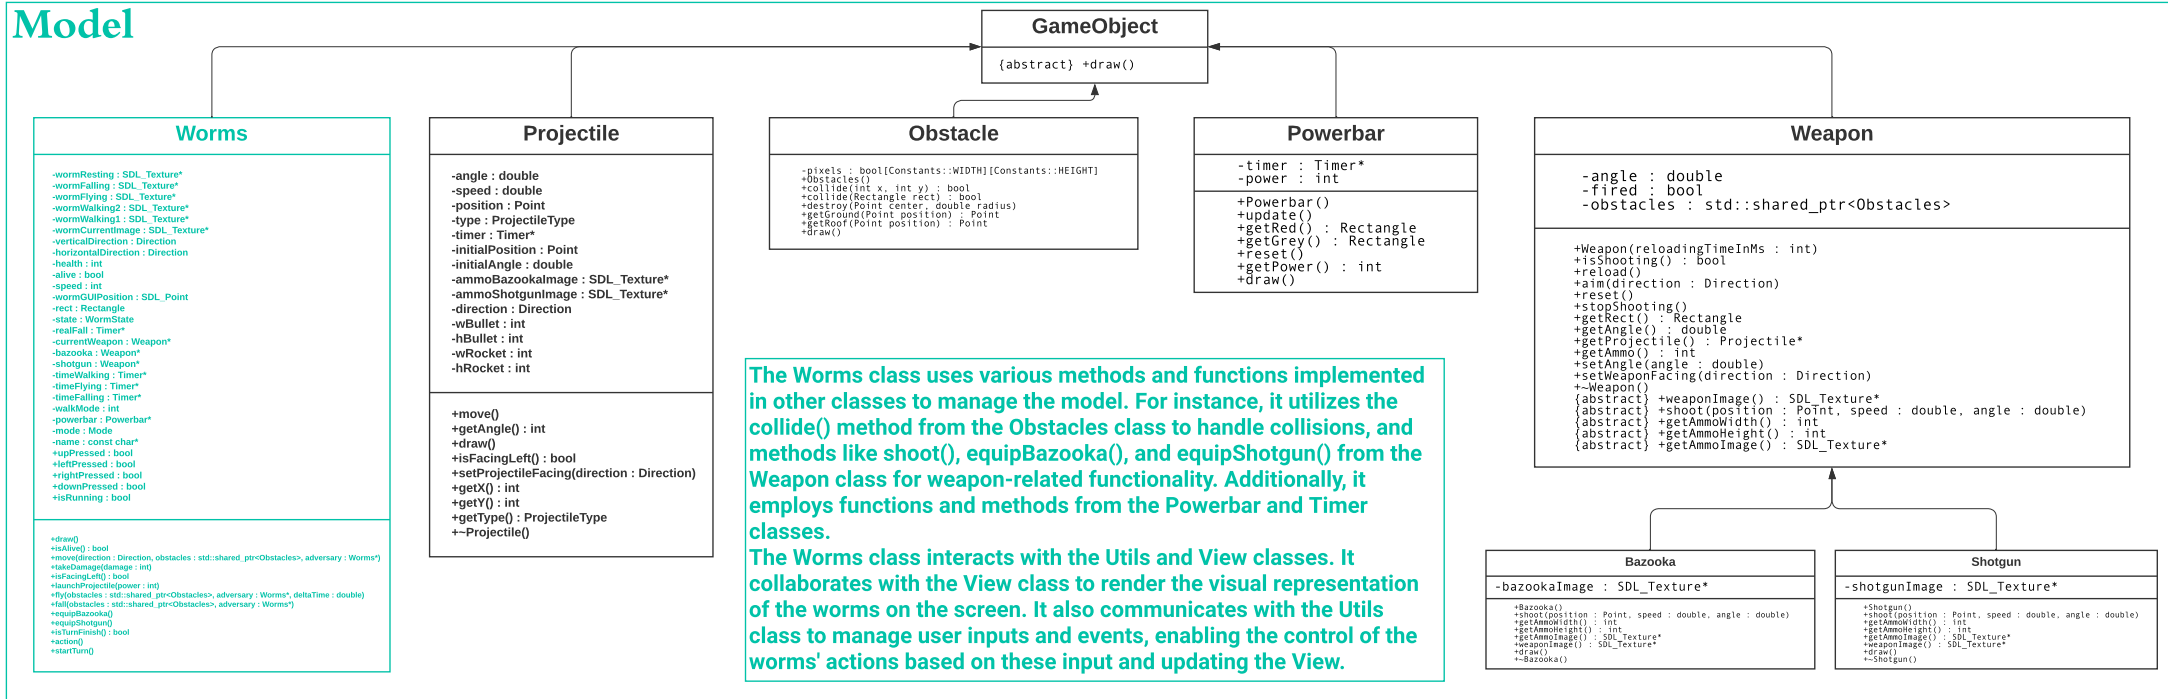 Model
GameObject
{abstract} +draw()
Worms
-wormResting : SDL_Texture*
-wormFalling : SDL_Texture*
-wormFlying : SDL_Texture*
-wormWalking2 : SDL_Texture*
-wormWalking1 : SDL_Texture*
-wormCurrentImage : SDL_Texture*
-verticalDirection : Direction
-horizontalDirection : Direction
-health : int
-alive : bool
-speed : int
-wormGUIPosition : SDL_Point
-rect : Rectangle
-state : WormState
-realFall : Timer*
-currentWeapon : Weapon*
-bazooka : Weapon*
-shotgun : Weapon*
-timeWalking : Timer*
-timeFlying : Timer*
-timeFalling : Timer*
-walkMode : int
-powerbar : Powerbar*
-mode : Mode
-name : const char*
+upPressed : bool
+leftPressed : bool
+rightPressed : bool
+downPressed : bool
+isRunning : bool
+draw()
+isAlive() : bool
+move(direction : Direction, obstacles : std::shared_ptr<Obstacles>, adversary : Worms*)
+takeDamage(damage : int)
+isFacingLeft() : bool
+launchProjectile(power : int)
+fly(obstacles : std::shared_ptr<Obstacles>, adversary : Worms*, deltaTime : double)
+fall(obstacles : std::shared_ptr<Obstacles>, adversary : Worms*)
+equipBazooka()
+equipShotgun()
+isTurnFinish() : bool
+action()
+startTurn()
Projectile
-angle : double
-speed : double
-position : Point
-type : ProjectileType
-timer : Timer*
-initialPosition : Point
-initialAngle : double
-ammoBazookaImage : SDL_Texture*
-ammoShotgunImage : SDL_Texture*
-direction : Direction
-wBullet : int
-hBullet : int
-wRocket : int
-hRocket : int
+move()
+getAngle() : int
+draw()
+isFacingLeft() : bool
+setProjectileFacing(direction : Direction)
+getX() : int
+getY() : int
+getType() : ProjectileType
+~Projectile()
Obstacle
-pixels : bool[Constants::WIDTH][Constants::HEIGHT]
+Obstacles()
+collide(int x, int y) : bool
+collide(Rectangle rect) : bool
+destroy(Point center, double radius)
+getGround(Point position) : Point
+getRoof(Point position) : Point
+draw()
Powerbar
-timer : Timer*
-power : int
+Powerbar()
+update()
+getRed() : Rectangle
+getGrey() : Rectangle
+reset()
+getPower() : int
+draw()
Weapon
-angle : double
-fired : bool
-obstacles : std::shared_ptr<Obstacles>
+Weapon(reloadingTimeInMs : int)
+isShooting() : bool
+reload()
+aim(direction : Direction)
+reset()
+stopShooting()
+getRect() : Rectangle
+getAngle() : double
+getProjectile() : Projectile*
+getAmmo() : int
+setAngle(angle : double)
+setWeaponFacing(direction : Direction)
+~Weapon()
{abstract} +weaponImage() : SDL_Texture*
{abstract} +shoot(position : Point, speed : double, angle : double)
{abstract} +getAmmoWidth() : int
{abstract} +getAmmoHeight() : int
{abstract} +getAmmoImage() : SDL_Texture*
The Worms class uses various methods and functions implemented
in other classes to manage the model. For instance, it utilizes the
collide() method from the Obstacles class to handle collisions, and
methods like shoot(), equipBazooka(), and equipShotgun() from the
Weapon class for weapon-related functionality. Additionally, it
employs functions and methods from the Powerbar and Timer
classes.
The Worms class interacts with the Utils and View classes. It
collaborates with the View class to render the visual representation
of the worms on the screen. It also communicates with the Utils
class to manage user inputs and events, enabling the control of the
worms' actions based on these input and updating the View.
Bazooka
-bazookaImage : SDL_Texture*
+Bazooka()
+shoot(position : Point, speed : double, angle : double)
+getAmmoWidth() : int
+getAmmoHeight() : int
+getAmmoImage() : SDL_Texture*
+weaponImage() : SDL_Texture*
+draw()
+~Bazooka()
Shotgun
-shotgunImage : SDL_Texture*
+Shotgun()
+shoot(position : Point, speed : double, angle : double)
+getAmmoWidth() : int
+getAmmoHeight() : int
+getAmmoImage() : SDL_Texture*
+weaponImage() : SDL_Texture*
+draw()
+~Shotgun()